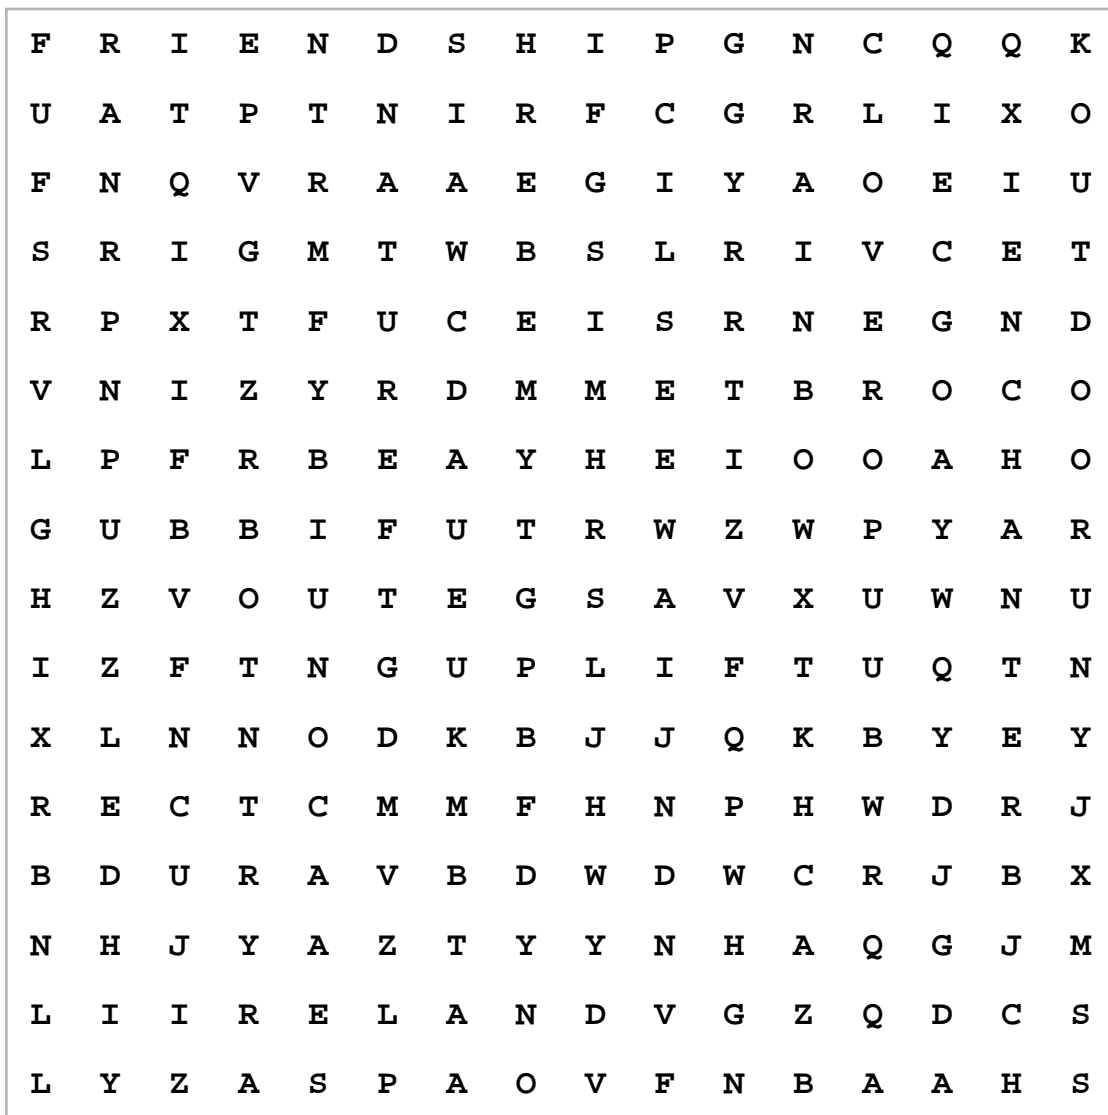 F R I E N D S H I P G N C Q Q K
U A T P T N I R F C G R L I X O
F N Q V R A A E G I Y A O E I U
S R I G M T W B S L R I V C E T
R P X T F U C E I S R N E G N D
V N I Z Y R D M M E T B R O C O
L P F R B E A Y H E I O O A H O
G U B B I F U T R W Z W P Y A R
H Z V O U T E G S A V X U W N U
I Z F T N G U P L I F T U Q T N
X L N N O D K B J J Q K B Y E Y
R E C T C M M F H N P H W D R J
B D U R A V B D W D W C R J B X
N H J Y A Z T Y Y N H A Q G J M
L I I R E L A N D V G Z Q D C S
L Y Z A S P A O V F N B A A H S